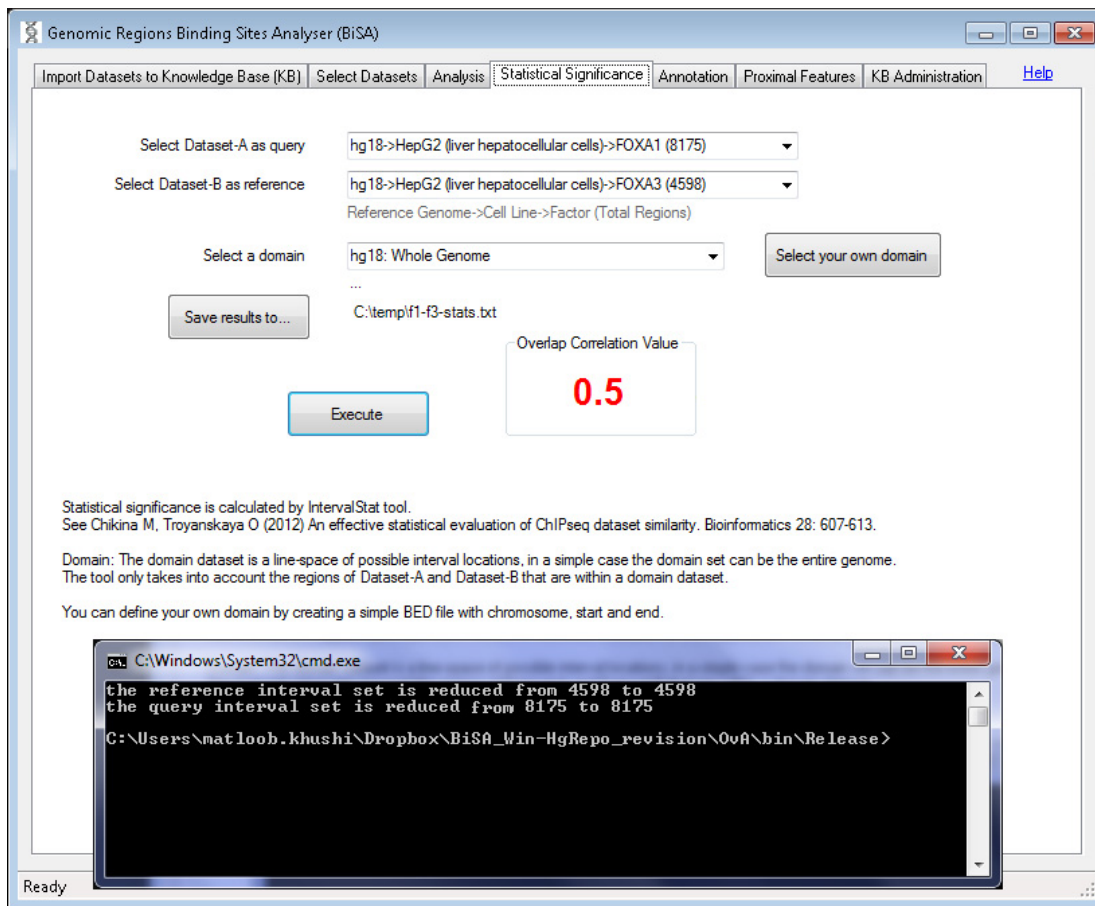 Genomic Regions Binding Sites Analyser (BiSA)
Import Datasets to Knowledge Base (KB) Select Datasets Analysis Statistical Significance Annotation Proximal Features KB Administration Help
Select Dataset-A as query hg18->HepG2 (liver hepatocellular cells)->FOXA1 (8175)
Select Dataset-B as reference hg18->HepG2 (liver hepatocellular cells)->FOXA3 (4598)
Reference Genome->Cell Line->Factor (Total Regions)
Select a domain hg18: Whole Genome Select your own domain
...
Save results to... C:\temp\f1-f3-stats.txt
Overlap Correlation Value
0.5
Execute
Statistical significance is calculated by IntervalStat tool.
See Chikina M, Troyanskaya O (2012) An effective statistical evaluation of ChIPseq dataset similarity. Bioinformatics 28: 607-613.
Domain: The domain dataset is a line-space of possible interval locations, in a simple case the domain set can be the entire genome.
The tool only takes into account the regions of Dataset-A and Dataset-B that are within a domain dataset.
You can define your own domain by creating a simple BED file with chromosome, start and end.
C:\Windows\System32\cmd.exe
the reference interval set is reduced from 4598 to 4598
the query interval set is reduced from 8175 to 8175
C:\Users\matloob.khushi\Dropbox\BiSA_Win-HgRepo_revision\OvA\bin\Release>
Ready